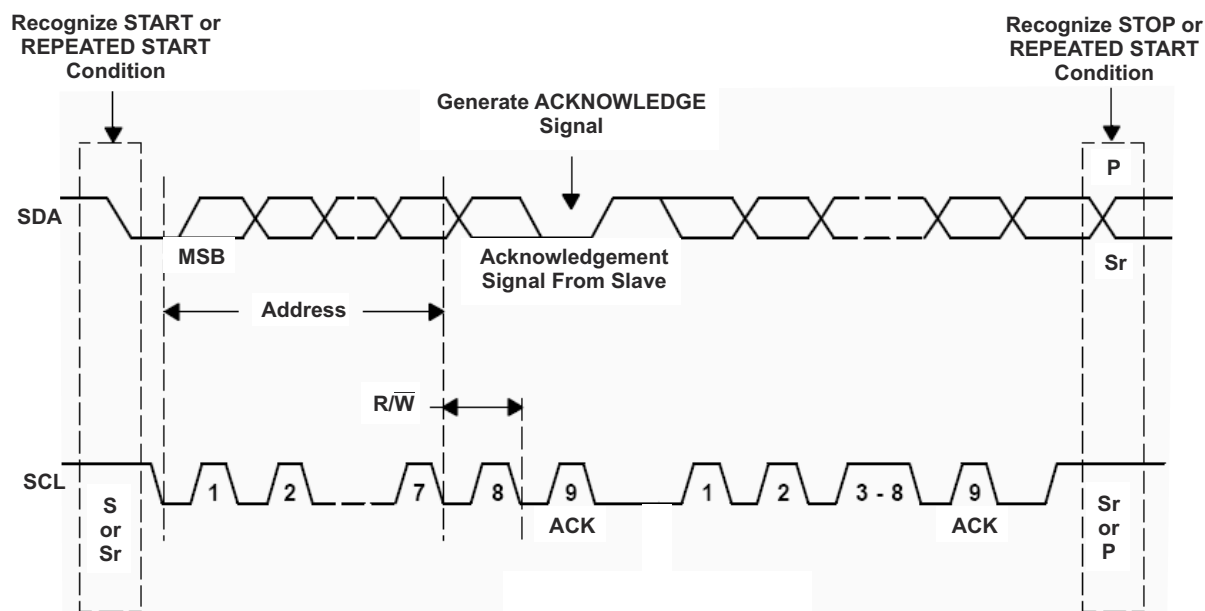 Recognize START or
REPEATED START
Condition
Recognize STOP or
REPEATED START
Condition
Generate ACKNOWLEDGE
Signal
P
SDA
MSB
Acknowledgement
Signal From Slave
Sr
Address
R/W̅
SCL
1
2
7
8
9
1
2
3 - 8
9
ACK
ACK
S
or
Sr
Sr
or
P